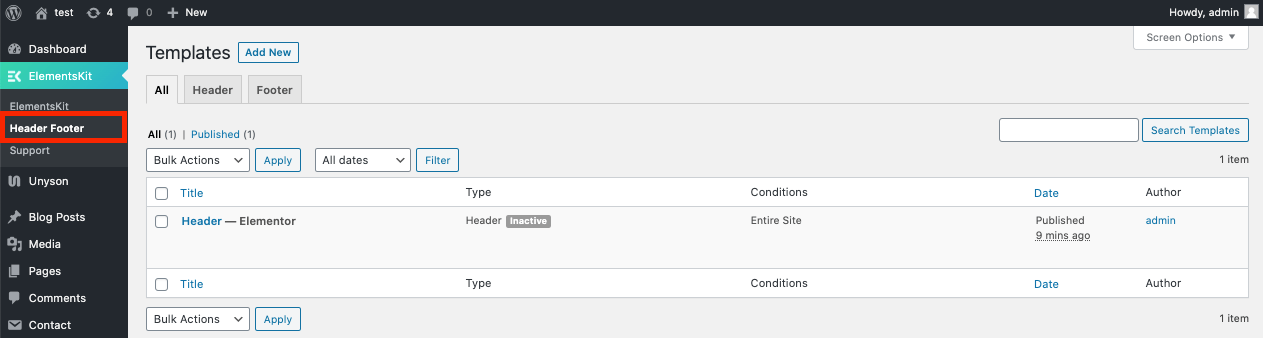 test 4 0 + New Howdy, admin
Screen Options
Dashboard
ElementsKit
ElementsKit
Header Footer
Support
Unyson
Blog Posts
Media
Pages
Comments
Contact
Templates Add New
All Header Footer
All (1) | Published (1)
Search Templates
Bulk Actions Apply All dates Filter 1 item
Title Type Conditions Date Author
Header — Elementor Header Inactive Entire Site Published admin
9 mins ago
Title Type Conditions Date Author
Bulk Actions Apply 1 item